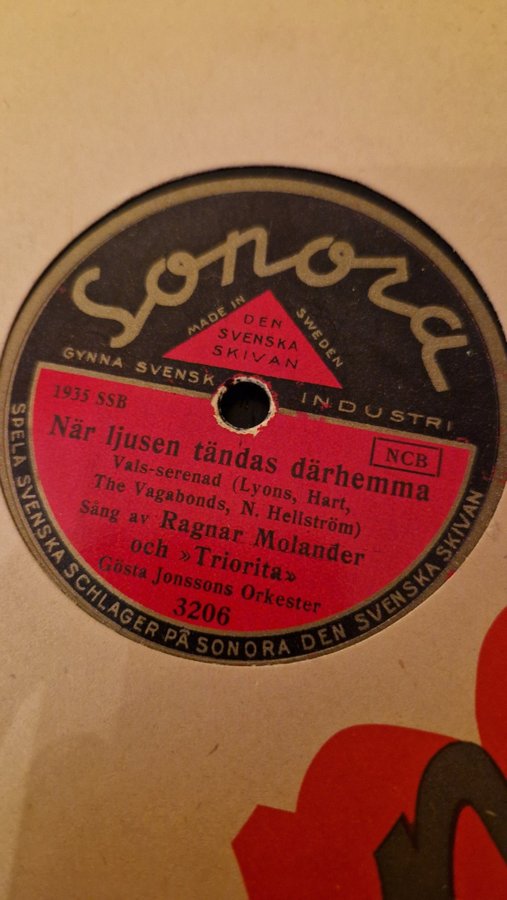 Sonora
MADE IN SWEDEN
DEN
SVENSKA
SKIVAN
GYNNA SVENSK INDUSTRI
1935 SSB
NCB
När ljusen tändas därhemma
Vals-serenad (Lyons, Hart,
The Vagabonds, N. Hellström)
Sång av Ragnar Molander
och »Triorita»
Gösta Jonssons Orkester
3206
SPELA SVENSKA SCHLAGER PÅ SONORA DEN SVENSKA SKIVAN